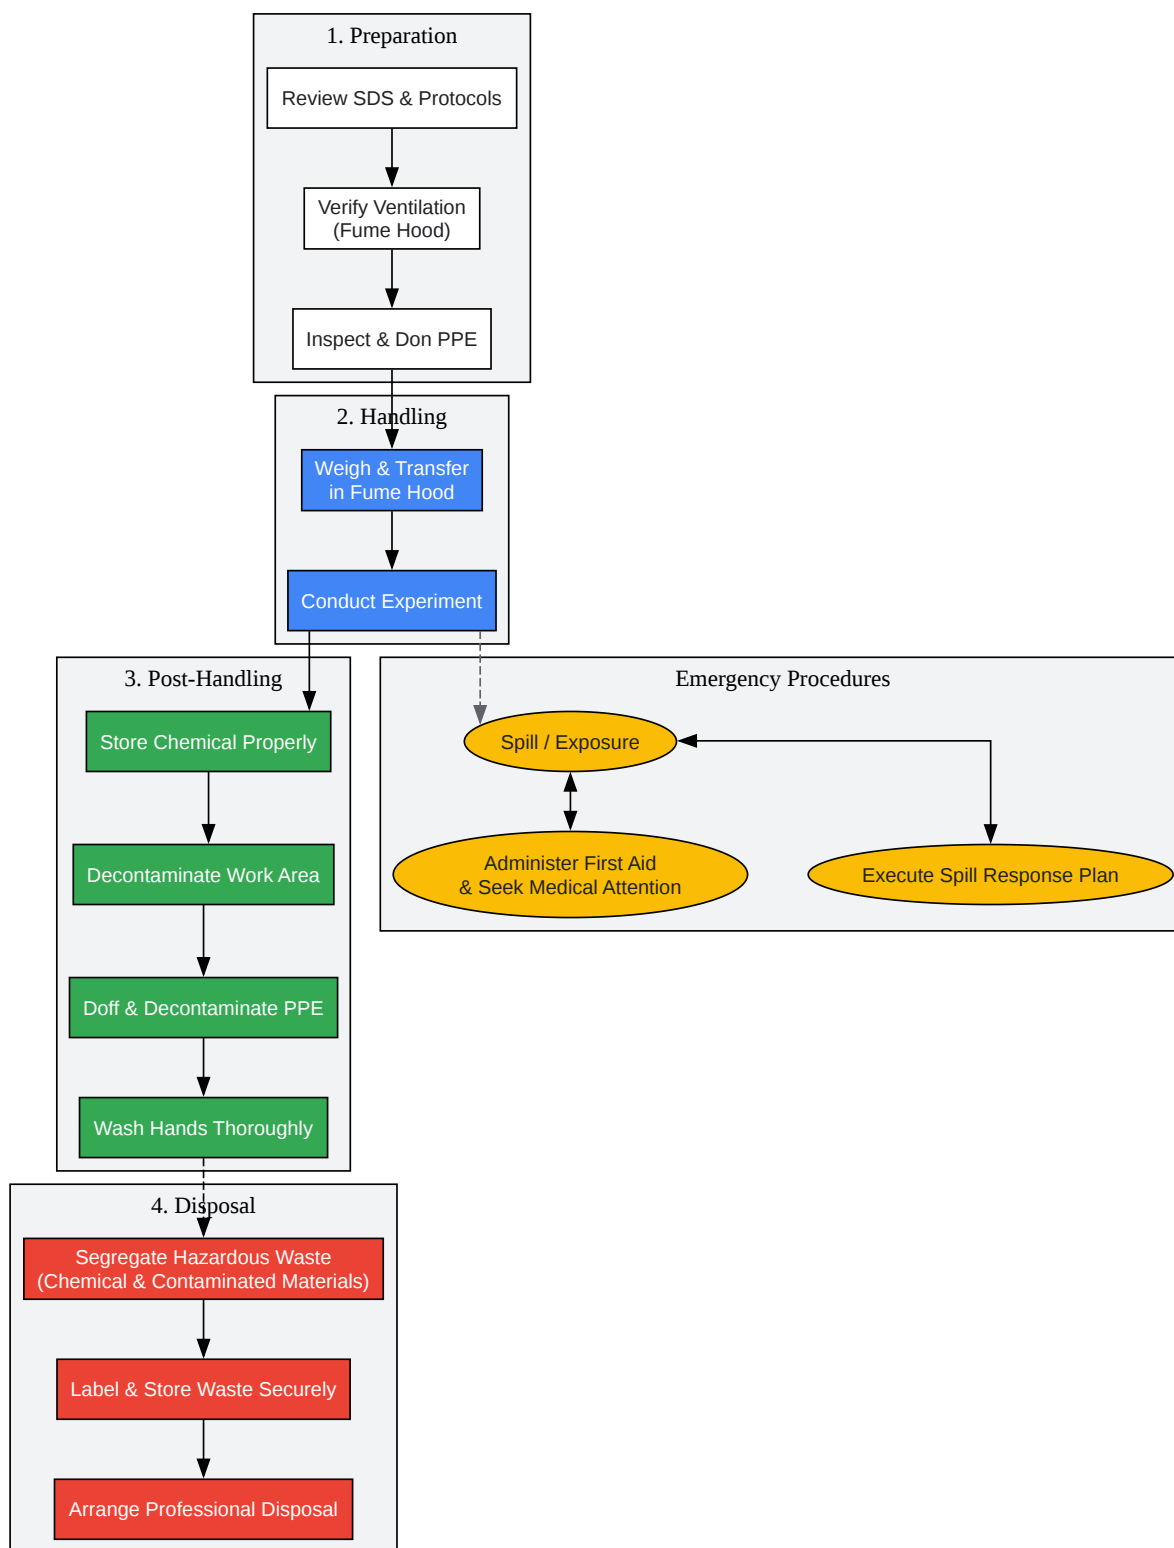 1. Preparation
Review SDS & Protocols
Verify Ventilation
(Fume Hood)
Inspect & Don PPE
2. Handling
Weigh & Transfer
in Fume Hood
Conduct Experiment
3. Post-Handling
Store Chemical Properly
Decontaminate Work Area
Doff & Decontaminate PPE
Wash Hands Thoroughly
Emergency Procedures
Spill / Exposure
Administer First Aid
& Seek Medical Attention
Execute Spill Response Plan
4. Disposal
Segregate Hazardous Waste
(Chemical & Contaminated Materials)
Label & Store Waste Securely
Arrange Professional Disposal